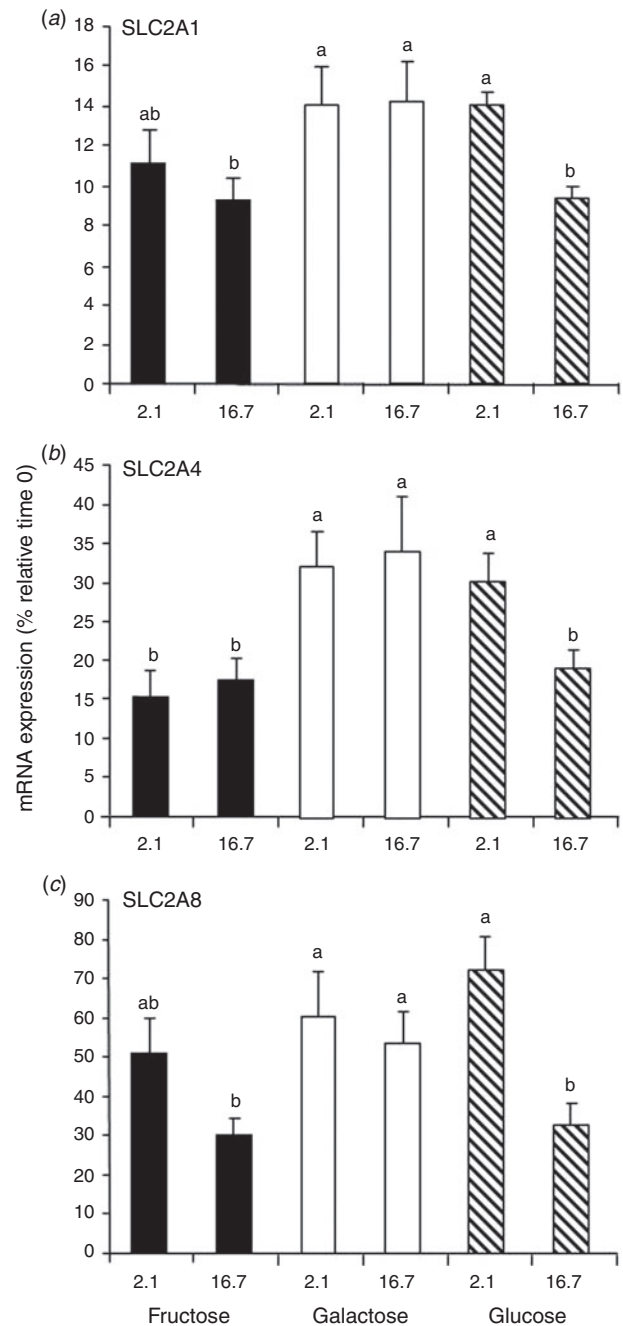 (a) SLC2A1
18
16
14
12
10
8
6
4
2
0
ab
b
a
a
a
b
2.1 16.7 2.1 16.7 2.1 16.7
(b) SLC2A4
mRNA expression (% relative time 0)
45
40
35
30
25
20
15
10
5
0
b
b
a
a
a
b
2.1 16.7 2.1 16.7 2.1 16.7
(c) SLC2A8
90
80
70
60
50
40
30
20
10
0
ab
b
a
a
a
b
2.1 16.7 2.1 16.7 2.1 16.7
Fructose Galactose Glucose